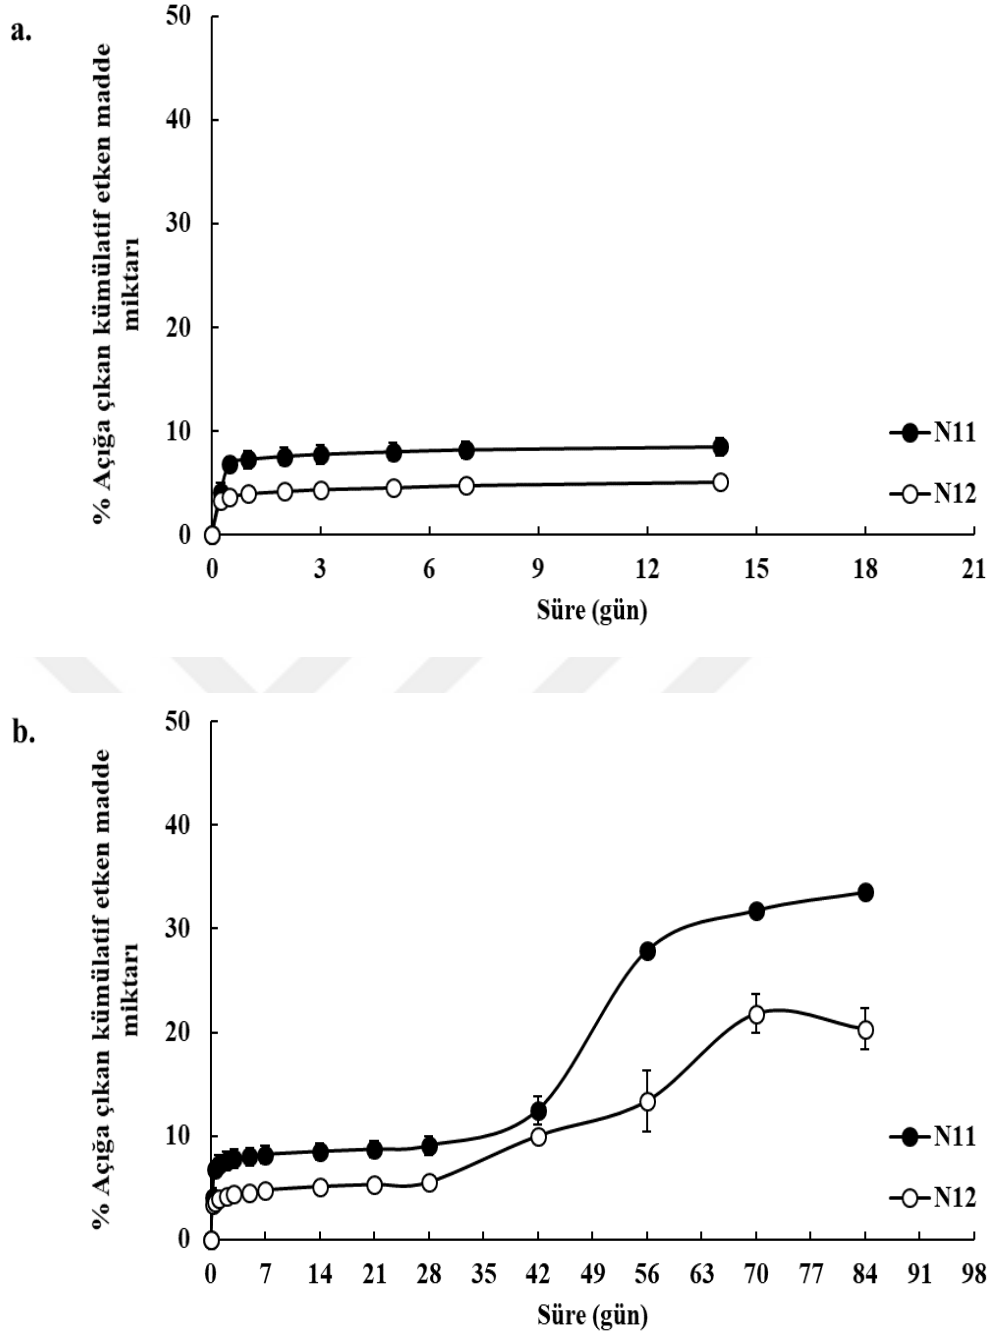 a.
% Açığa çıkan kümülatif etken madde
miktarı
50
40
30
20
10
0
0 3 6 9 12 15 18 21
Süre (gün)
N11
N12
b.
% Açığa çıkan kümülatif etken madde
miktarı
50
40
30
20
10
0
0 7 14 21 28 35 42 49 56 63 70 77 84 91 98
Süre (gün)
N11
N12